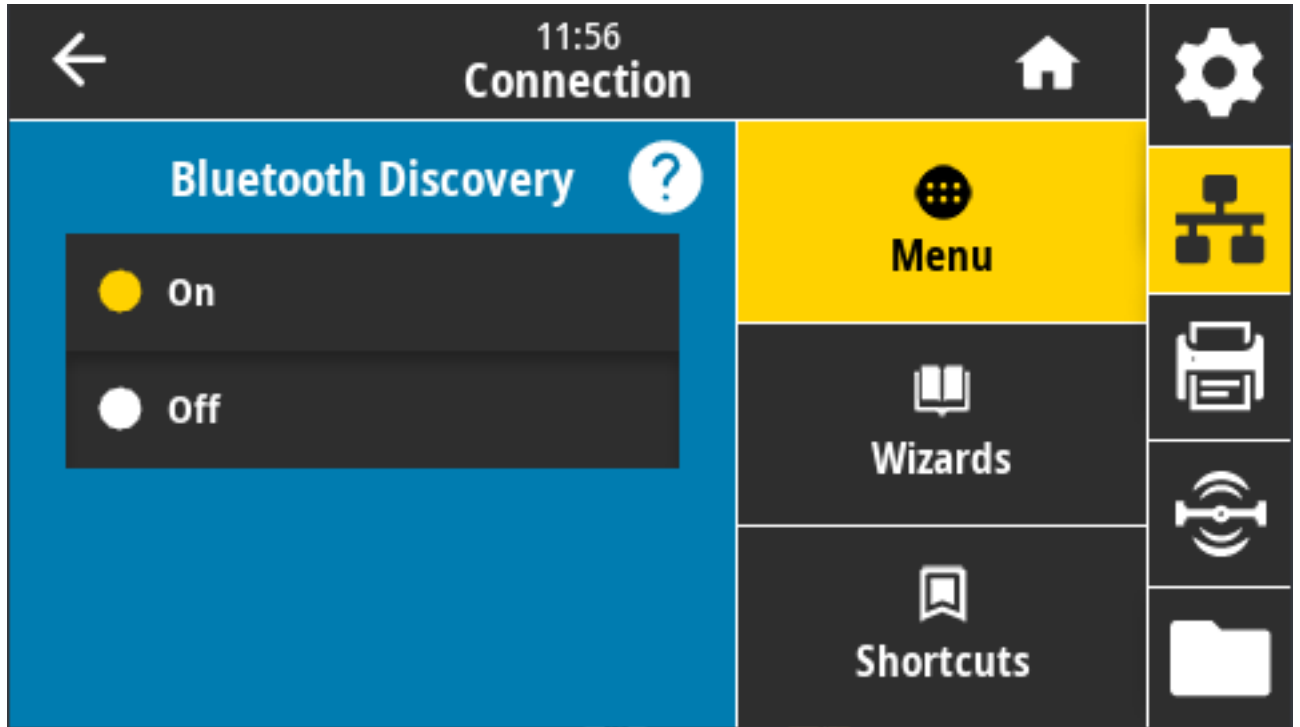 11:56
Connection
Bluetooth Discovery
?
On
Off
Menu
Wizards
Shortcuts